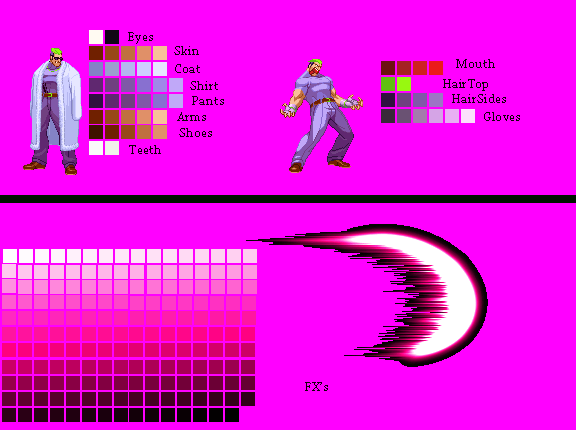 Eyes
Skin
Coat
Shirt
Pants
Arms
Shoes
Teeth
Mouth
Hair Top
HairSides
Gloves
FX's